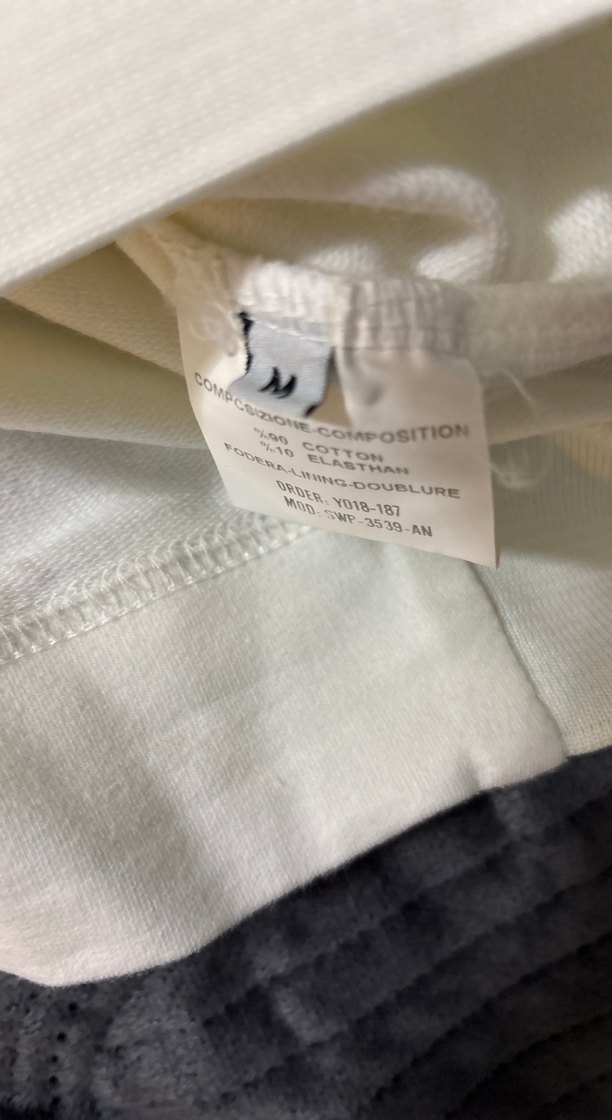 M
COMPOSIZIONE-COMPOSITION
%90 COTTON
%10 ELASTHAN
FODERA-LINING-DOUBLURE
ORDER: Y018-187
MOD: SWP-3539-AN